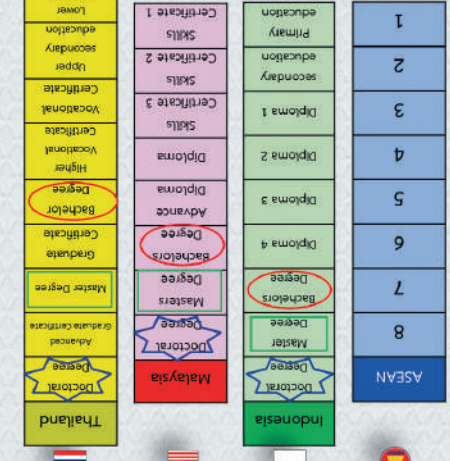 ASEAN
8
7
6
5
4
3
2
1
Indonesia
Doctoral
Degree
Master
Degree
Bachelors
Degree
Diploma 4
Diploma 3
Diploma 2
Diploma 1
secondary
education
Primary
education
Malaysia
Doctoral
Degree
Masters
Degree
Bachelors
Degree
Advance
Diploma
Diploma
Skills
Certificate 3
Skills
Certificate 2
Skills
Certificate 1
Thailand
Doctoral
Degree
Advanced
Graduate Certificate
Master Degree
Graduate
Certificate
Bachelor
Degree
Higher
Vocational
Certificate
Vocational
Certificate
Upper
secondary
education
Lower